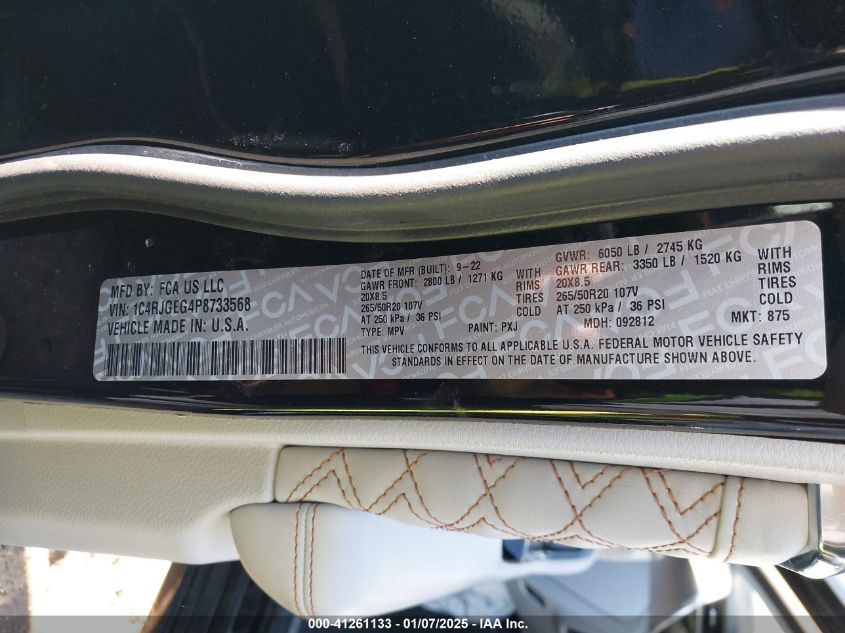 MFD BY: FCA US LLC
VIN: 1C4RJGEG4P8733568
VEHICLE MADE IN: U.S.A.
DATE OF MFR (BUILT): 9-22
GAWR FRONT: 2800 LB / 1271 KG WITH
20X8.5 RIMS
265/50R20 107V TIRES
AT 250 kPa / 36 PSI COLD
TYPE: MPV PAINT: PXJ
GVWR: 6050 LB / 2745 KG WITH
GAWR REAR: 3350 LB / 1520 KG RIMS
20X8.5 TIRES
265/50R20 107V COLD
AT 250 kPa / 36 PSI
MDH: 092812 MKT: 875
THIS VEHICLE CONFORMS TO ALL APPLICABLE U.S.A. FEDERAL MOTOR VEHICLE SAFETY
STANDARDS IN EFFECT ON THE DATE OF MANUFACTURE SHOWN ABOVE.
000-41261133 - 01/07/2025 - IAA Inc.